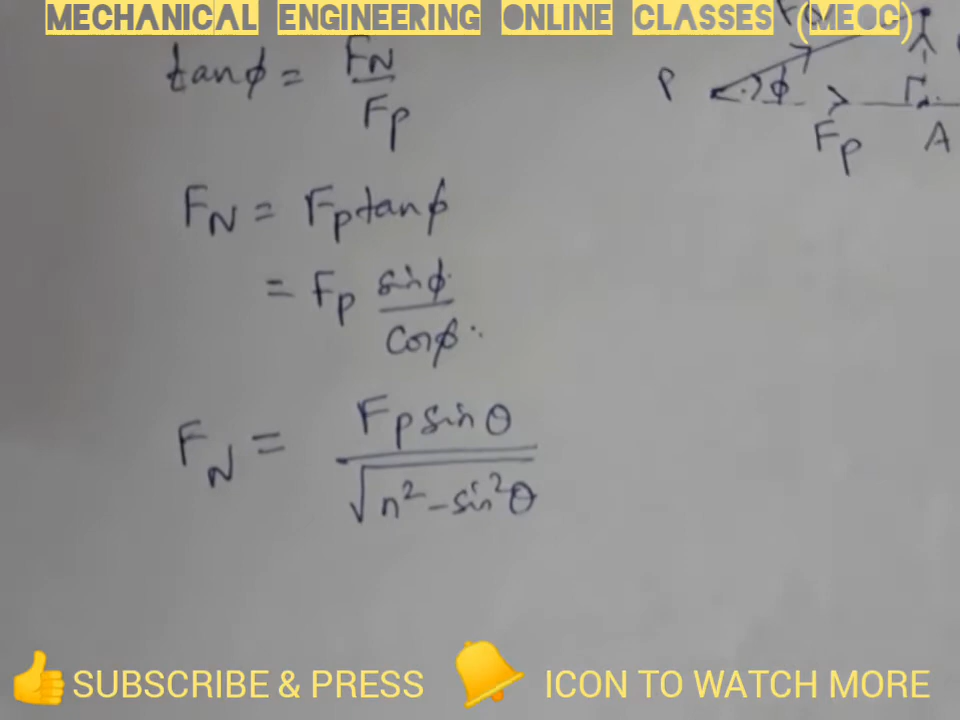 MECHANICAL ENGINEERING ONLINE CLASSES (MEOC)
tanϕ = FN/Fp
P ϕ
Fp A
FN = Fp tanϕ
= Fp sinϕ/cosϕ
FN = Fp sinθ/√(n²-sin²θ)
SUBSCRIBE & PRESS ICON TO WATCH MORE